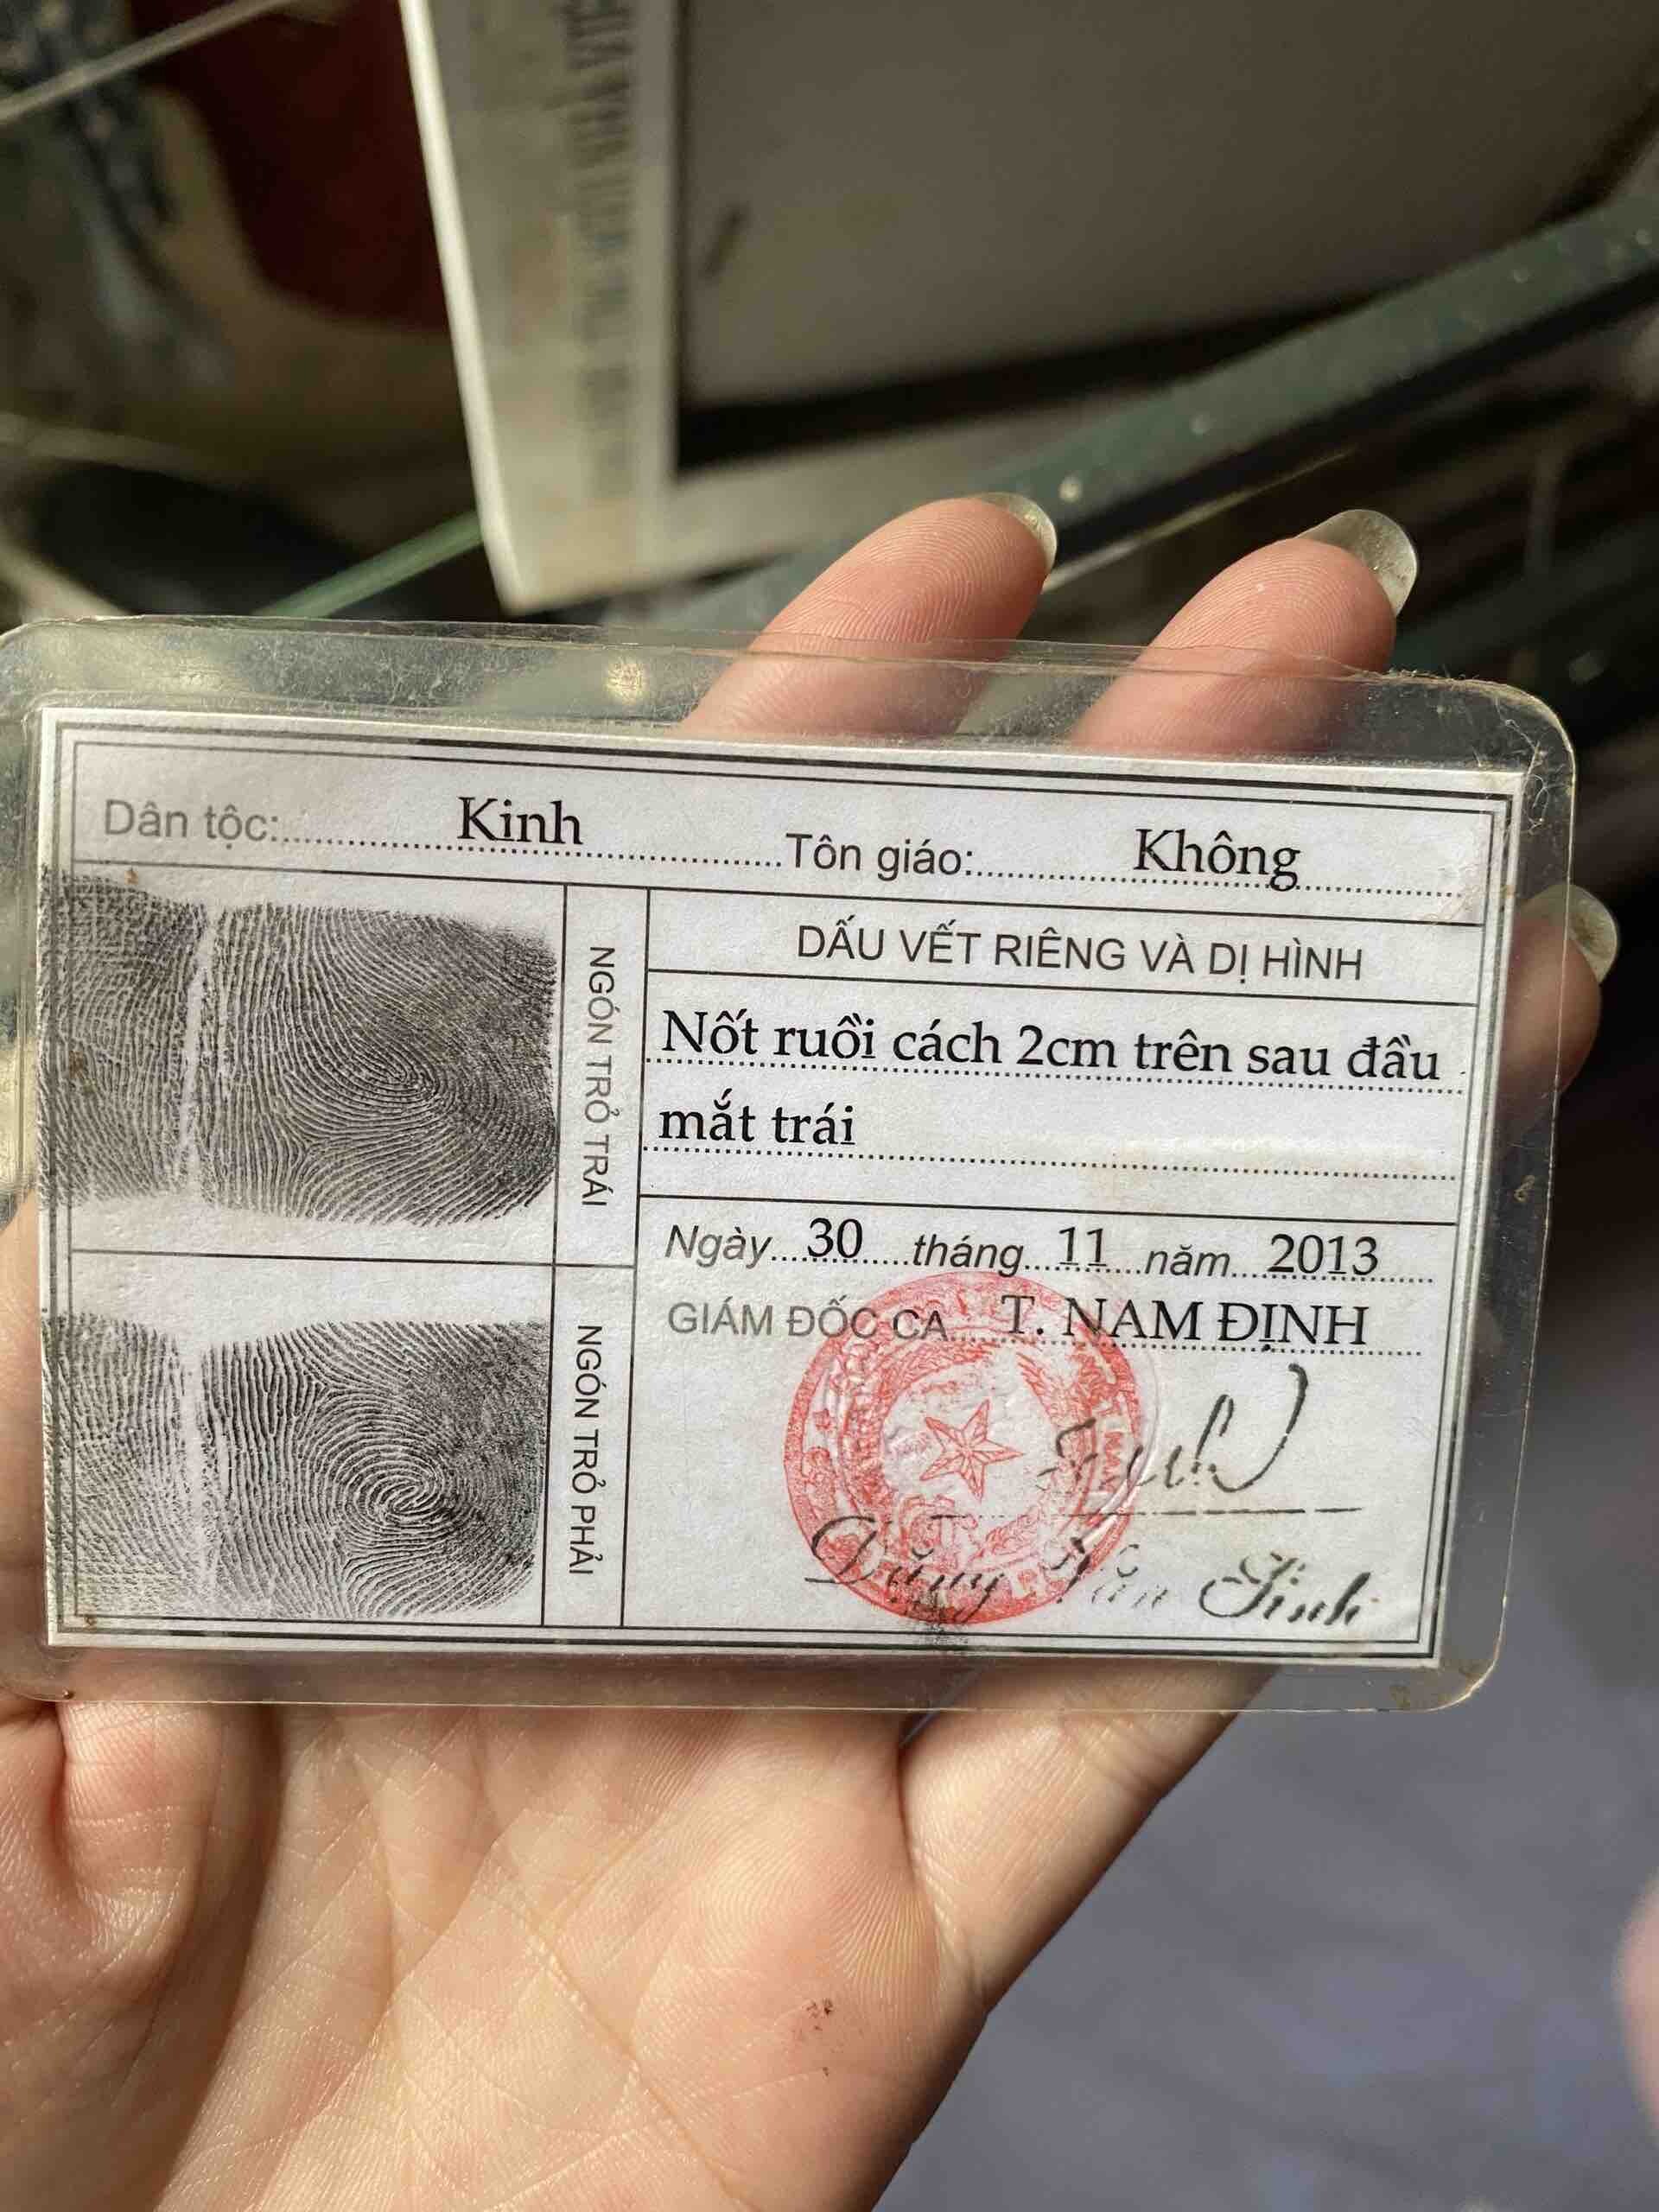 Dân tộc: Kinh Tôn giáo: Không
NGÓN TRỎ TRÁI
DẤU VẾT RIÊNG VÀ DỊ HÌNH
Nốt ruồi cách 2cm trên sau đầu
mắt trái
NGÓN TRỎ PHẢI
Ngày 30 tháng 11 năm 2013
GIÁM ĐỐC CA T. NAM ĐỊNH